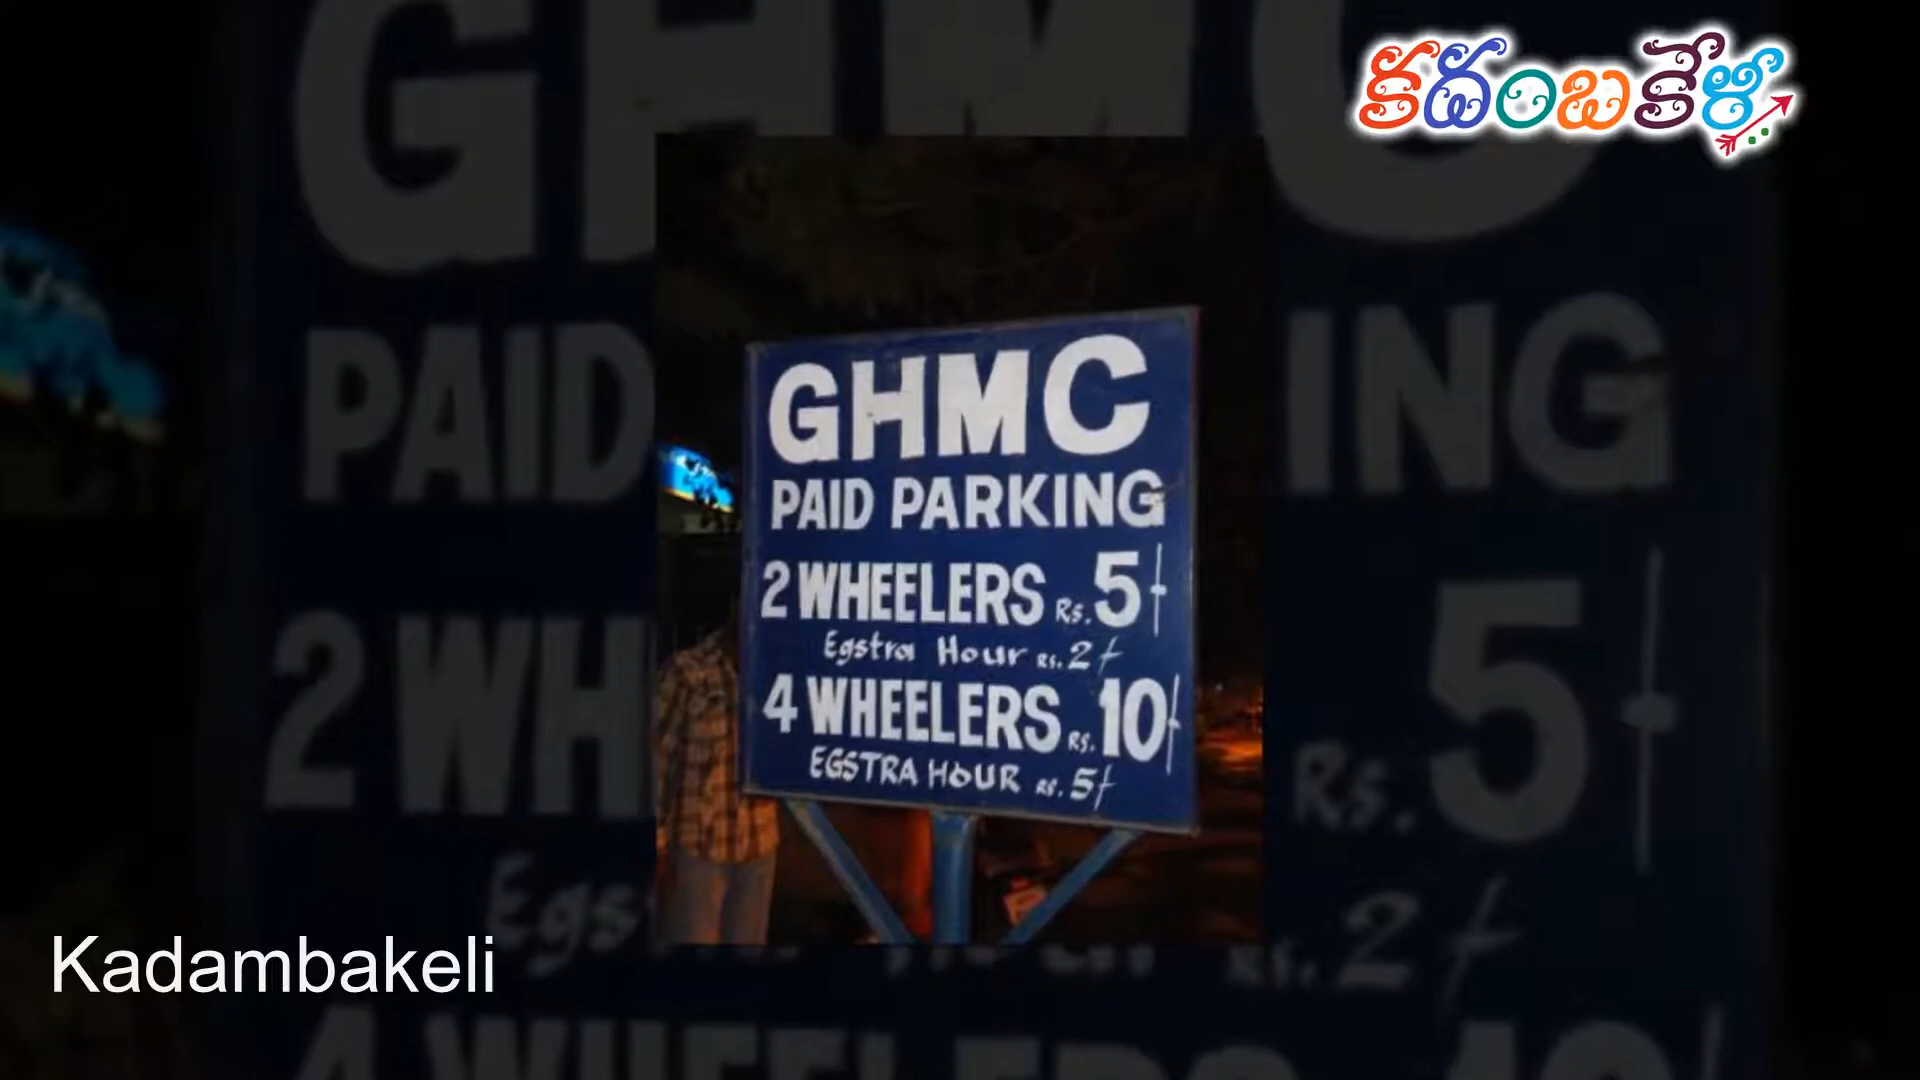 కదంబకేళి
GHMC
PAID PARKING
2 WHEELERS Rs. 5/-
Egstra Hour Rs. 2/-
4 WHEELERS Rs. 10/-
EGSTRA HOUR Rs. 5/-
Kadambakeli